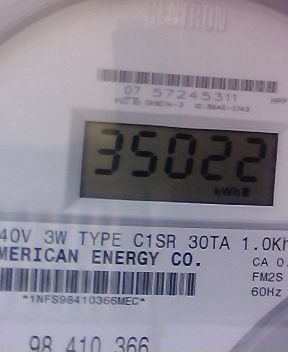 CENTRON
07 57245311
35022
kWh
40V 3W TYPE C1SR 30TA 1.0Kh
MERICAN ENERGY CO.
CA 0.
FM2S
60Hz
*1NFS98410366MEC*
98 410 366